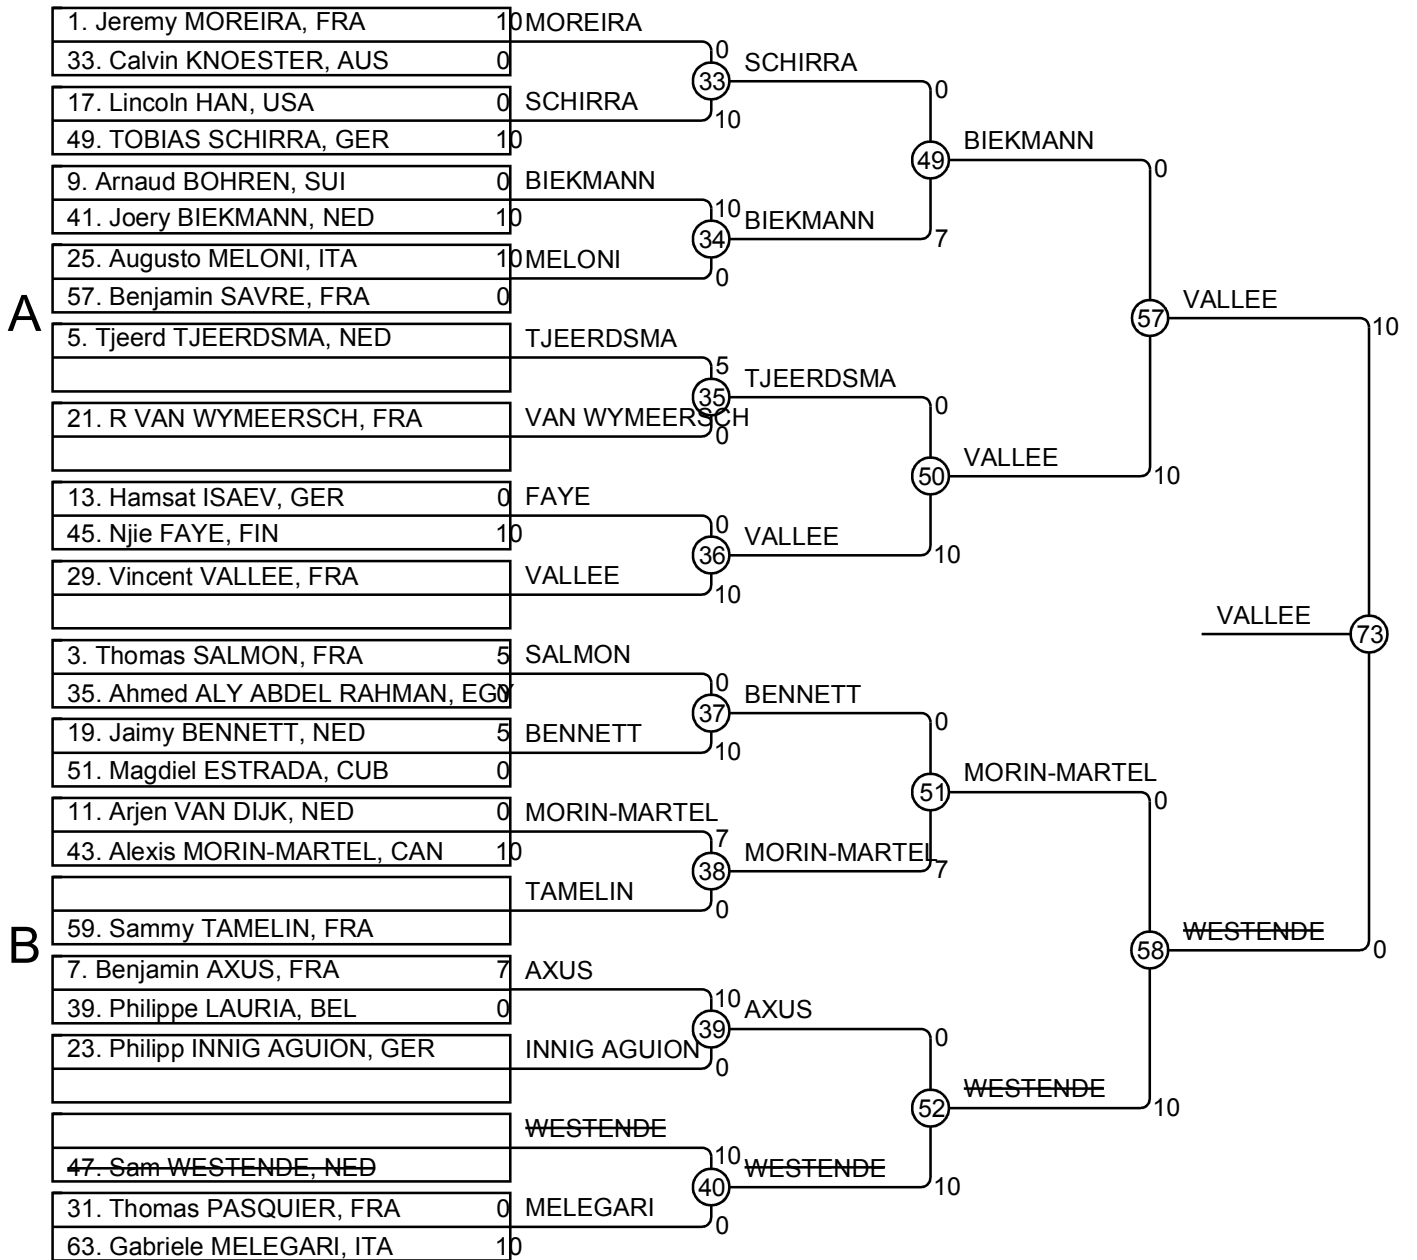 1. Jeremy MOREIRA, FRA 10 MOREIRA
0
33. Calvin KNOESTER, AUS 0
33 SCHIRRA
0
17. Lincoln HAN, USA 0 SCHIRRA
10
49. TOBIAS SCHIRRA, GER 10
49 BIEKMANN
0
9. Arnaud BOHREN, SUI 0 BIEKMANN
10
41. Joery BIEKMANN, NED 10
34 BIEKMANN
7
25. Augusto MELONI, ITA 10 MELONI
0
57. Benjamin SAVRE, FRA 0
A
57 VALLEE
10
5. Tjeerd TJEERDSMA, NED TJEERDSMA
5
35 TJEERDSMA
0
21. R VAN WYMEERSCH, FRA VAN WYMEERSCH
0
50 VALLEE
10
13. Hamsat ISAEV, GER 0 FAYE
0
45. Njie FAYE, FIN 10
36 VALLEE
10
29. Vincent VALLEE, FRA VALLEE
10
VALLEE 73
3. Thomas SALMON, FRA 5 SALMON
0
35. Ahmed ALY ABDEL RAHMAN, EGY 0
37 BENNETT
0
19. Jaimy BENNETT, NED 5 BENNETT
10
51. Magdiel ESTRADA, CUB 0
51 MORIN-MARTEL
0
11. Arjen VAN DIJK, NED 0 MORIN-MARTEL
7
43. Alexis MORIN-MARTEL, CAN 10
38 MORIN-MARTEL
7
TAMELIN
0
59. Sammy TAMELIN, FRA
B
58 WESTENDE
0
7. Benjamin AXUS, FRA 7 AXUS
10
39. Philippe LAURIA, BEL 0
39 AXUS
0
23. Philipp INNIG AGUION, GER INNIG AGUION
0
52 WESTENDE
10
WESTENDE
10
47. Sam WESTENDE, NED
40 WESTENDE
10
31. Thomas PASQUIER, FRA 0 MELEGARI
0
63. Gabriele MELEGARI, ITA 10